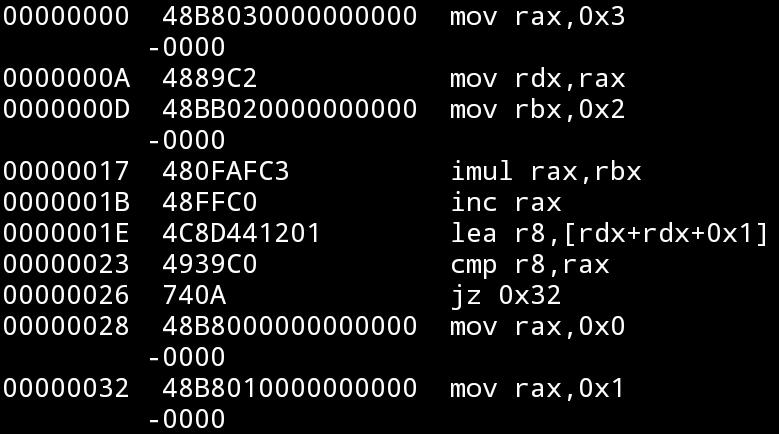 00000000  48B8030000000000  mov rax,0x3
         -0000
0000000A  4889C2            mov rdx,rax
0000000D  48BB020000000000  mov rbx,0x2
         -0000
00000017  480FAFC3          imul rax,rbx
0000001B  48FFC0            inc rax
0000001E  4C8D441201        lea r8,[rdx+rdx+0x1]
00000023  4939C0            cmp r8,rax
00000026  740A              jz 0x32
00000028  48B8000000000000  mov rax,0x0
         -0000
00000032  48B8010000000000  mov rax,0x1
         -0000